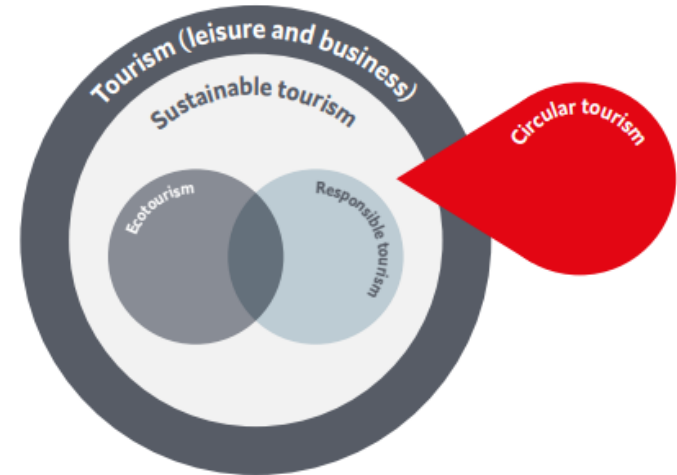 Tourism (leisure and business)
Sustainable tourism
Circular tourism
Ecotourism
Responsible tourism